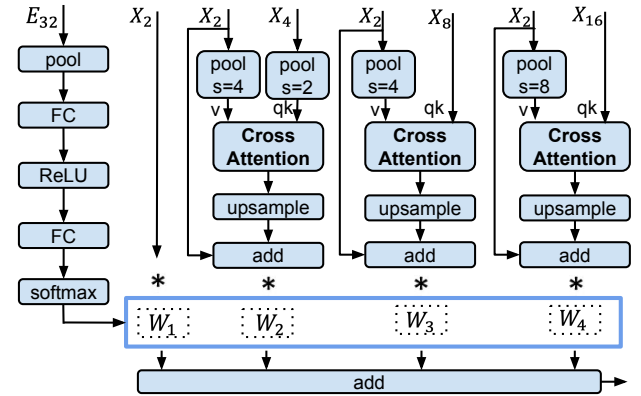 E32 X2 X2 X4 X2 X8 X2 X16
pool
pool s=4
pool s=2
pool s=4
pool s=8
v qk v qk v qk
FC
Cross Attention
Cross Attention
Cross Attention
ReLU
upsample upsample upsample
FC
add add add
softmax
* * * *
W1 W2 W3 W4
add